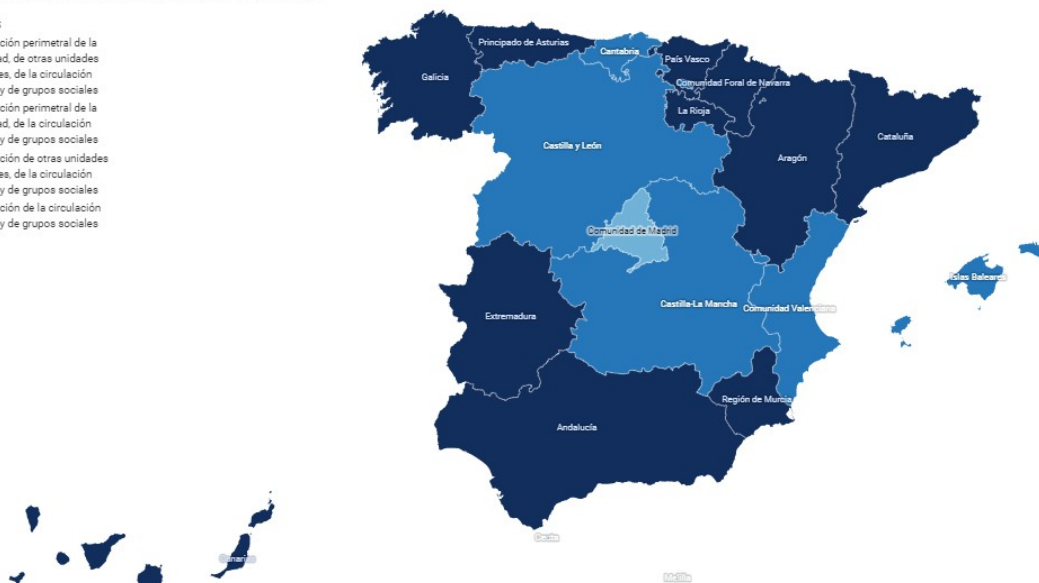 ción perimetral de la
ad, de otras unidades
es, de la circulación
y de grupos sociales
ción perimetral de la
ad, de la circulación
y de grupos sociales
ción de otras unidades
es, de la circulación
y de grupos sociales
ción de la circulación
y de grupos sociales
Principado de Asturias
Cantabria
País Vasco
Galicia
Comunidad Foral de Navarra
La Rioja
Cataluña
Castilla y León
Aragón
Comunidad de Madrid
Islas Baleares
Castilla-La Mancha
Comunidad Valenciana
Extremadura
Región de Murcia
Andalucía
Ceuta
Canarias
Melilla